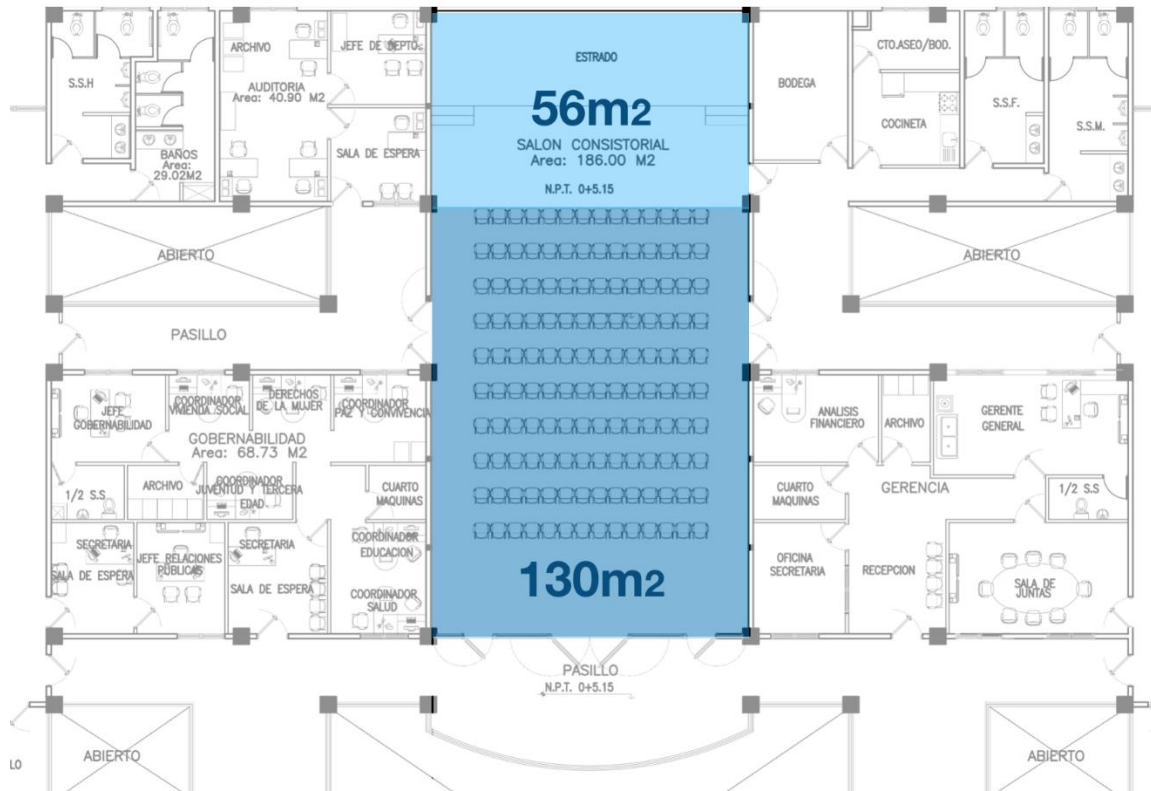 ARCHIVO
JEFE DE DEPTO.
ESTRADO
CTO.ASEO/BOD.
S.S.H
AUDITORIA
Area: 40.90 M2
56m2
BODEGA
S.S.F.
COCINETA
S.S.M.
SALON CONSISTORIAL
Area: 186.00 M2
BAÑOS
Area:
29.02M2
SALA DE ESPERA
N.P.T. 0+5.15
ABIERTO
ABIERTO
PASILLO
JEFE
GOBERNABILIDAD
COORDINADOR
VIVIENDA SOCIAL
DERECHOS
DE LA MUJER
COORDINADOR
PAZ Y CONVIVENCIA
ANALISIS
FINANCIERO
ARCHIVO
GERENTE
GENERAL
GOBERNABILIDAD
Area: 68.73 M2
1/2 S.S
ARCHIVO
COORDINADOR
JUVENTUD Y TERCERA
EDAD
CUARTO
MAQUINAS
CUARTO
MAQUINAS
GERENCIA
1/2 S.S
SECRETARIA
SALA DE ESPERA
JEFE RELACIONES
PÚBLICAS
SECRETARIA
SALA DE ESPERA
COORDINADOR
EDUCACION
COORDINADOR
SALUD
130m2
OFICINA
SECRETARIA
RECEPCION
SALA DE
JUNTAS
PASILLO
N.P.T. 0+5.15
LO
ABIERTO
ABIERTO